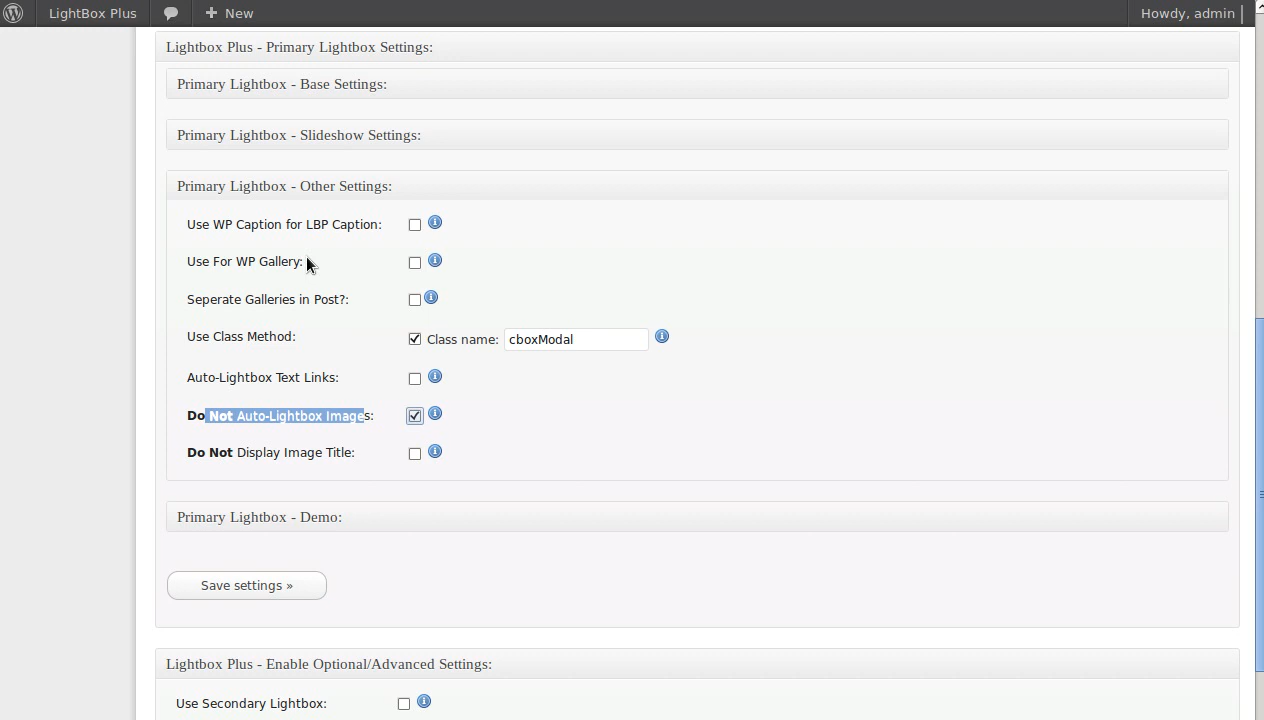 LightBox Plus New Howdy, admin
Lightbox Plus - Primary Lightbox Settings:
Primary Lightbox - Base Settings:
Primary Lightbox - Slideshow Settings:
Primary Lightbox - Other Settings:
Use WP Caption for LBP Caption:
Use For WP Gallery:
Seperate Galleries in Post?:
Use Class Method: Class name: cboxModal
Auto-Lightbox Text Links:
Do Not Auto-Lightbox Images:
Do Not Display Image Title:
Primary Lightbox - Demo:
Save settings »
Lightbox Plus - Enable Optional/Advanced Settings:
Use Secondary Lightbox: